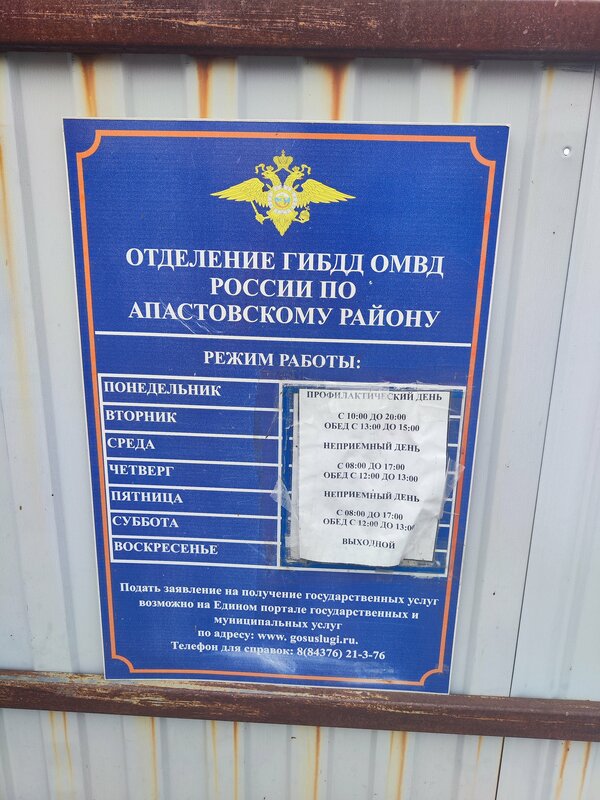 ОТДЕЛЕНИЕ ГИБДД ОМВД
РОССИИ ПО
АПАСТОВСКОМУ РАЙОНУ
РЕЖИМ РАБОТЫ:
ПОНЕДЕЛЬНИК
ПРОФИЛАКТИЧЕСКИЙ ДЕНЬ
ВТОРНИК
С 10:00 ДО 20:00
ОБЕД С 13:00 ДО 15:00
СРЕДА
НЕПРИЕМНЫЙ ДЕНЬ
ЧЕТВЕРГ
С 08:00 ДО 17:00
ОБЕД С 12:00 ДО 13:00
ПЯТНИЦА
НЕПРИЕМНЫЙ ДЕНЬ
СУББОТА
С 08:00 ДО 17:00
ОБЕД С 12:00 ДО 13:00
ВОСКРЕСЕНЬЕ
ВЫХОДНОЙ
Подать заявление на получение государственных услуг
возможно на Едином портале государственных и
муниципальных услуг
по адресу: www. gosuslugi.ru.
Телефон для справок: 8(84376) 21-3-76